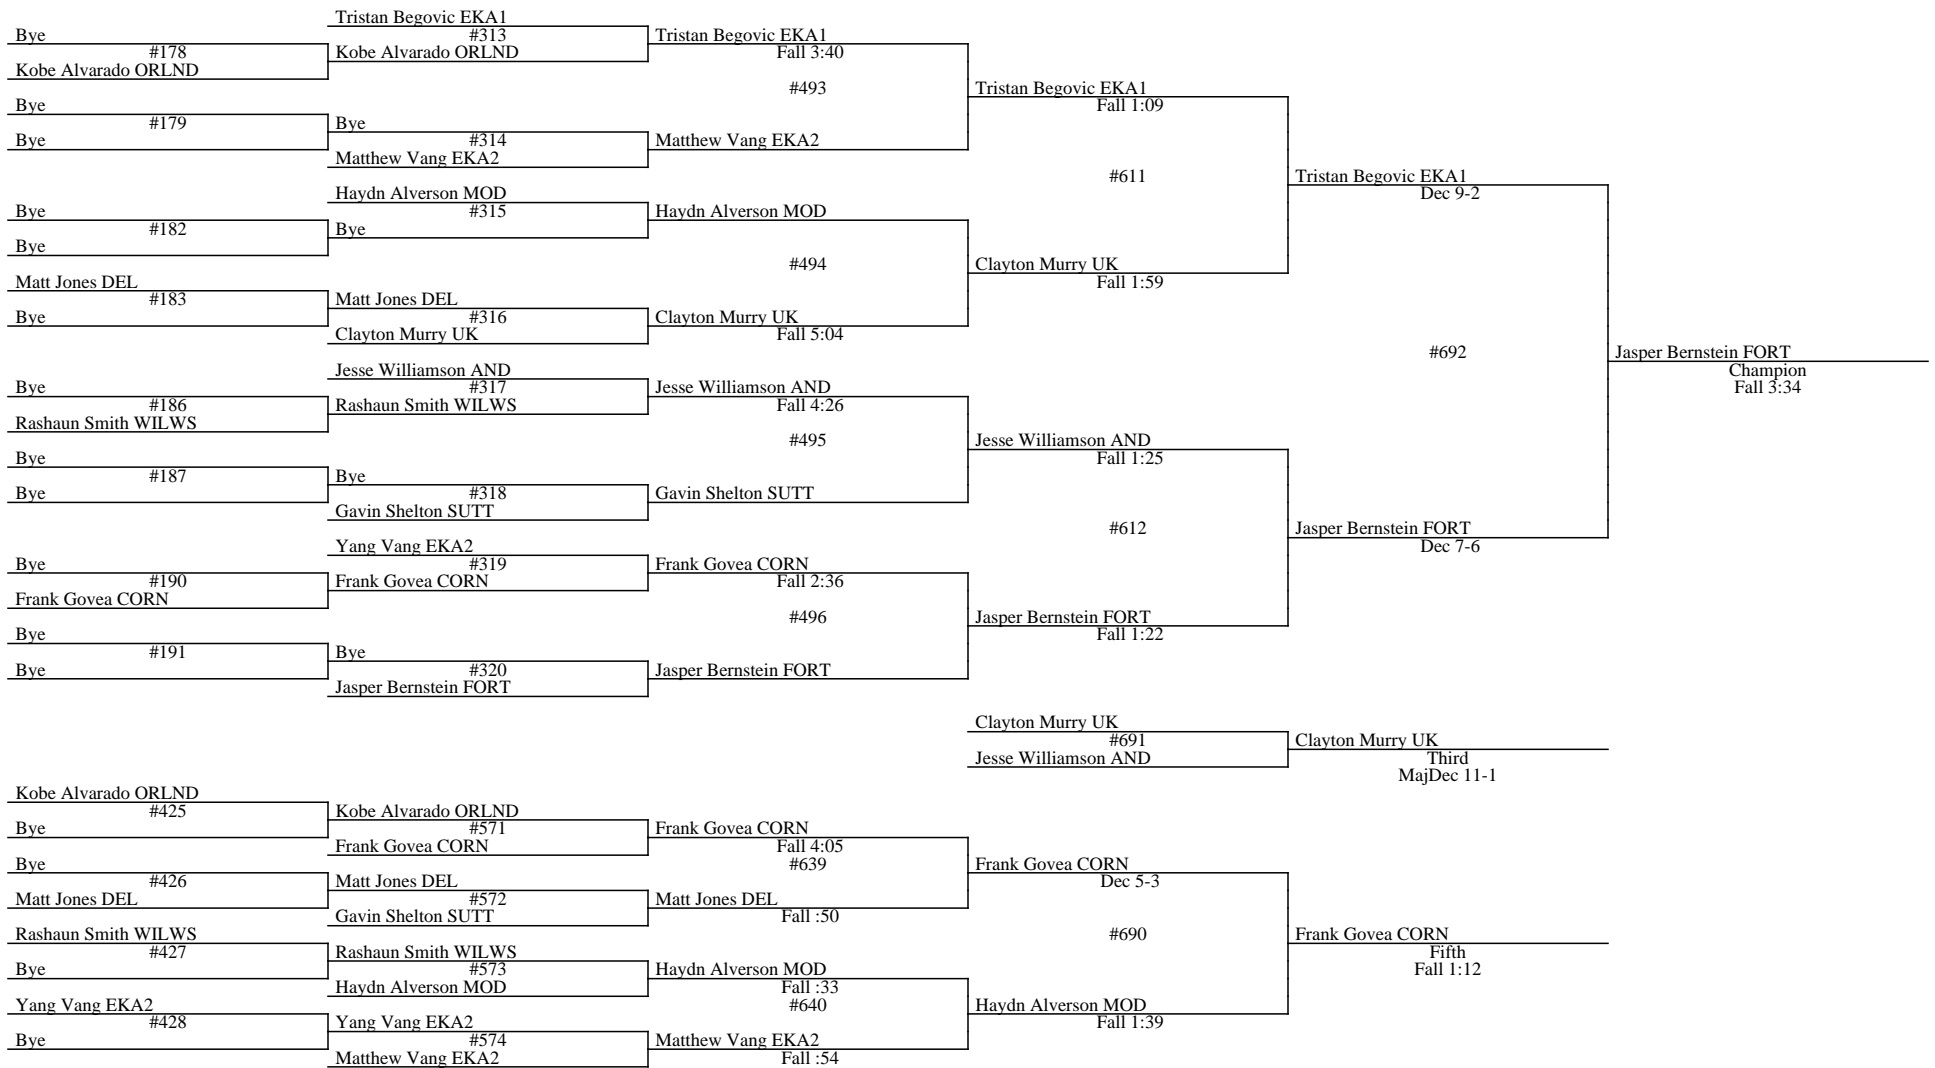 Tristan Begovic EKA1
Bye
#313
Tristan Begovic EKA1
#178
Kobe Alvarado ORLND
Fall 3:40
Kobe Alvarado ORLND
#493
Tristan Begovic EKA1
Bye
Fall 1:09
#179
Bye
Bye
#314
Matthew Vang EKA2
Matthew Vang EKA2
#611
Tristan Begovic EKA1
Haydn Alverson MOD
Dec 9-2
Bye
#315
Haydn Alverson MOD
#182
Bye
Bye
#494
Clayton Murry UK
Matt Jones DEL
Fall 1:59
#183
Matt Jones DEL
Bye
#316
Clayton Murry UK
Clayton Murry UK
Fall 5:04
#692
Jasper Bernstein FORT
Jesse Williamson AND
Champion
Bye
#317
Jesse Williamson AND
Fall 3:34
#186
Rashaun Smith WILWS
Fall 4:26
Rashaun Smith WILWS
#495
Jesse Williamson AND
Bye
Fall 1:25
#187
Bye
Bye
#318
Gavin Shelton SUTT
Gavin Shelton SUTT
#612
Jasper Bernstein FORT
Yang Vang EKA2
Dec 7-6
Bye
#319
Frank Govea CORN
#190
Frank Govea CORN
Fall 2:36
Frank Govea CORN
#496
Jasper Bernstein FORT
Bye
Fall 1:22
#191
Bye
Bye
#320
Jasper Bernstein FORT
Jasper Bernstein FORT
Clayton Murry UK
#691
Clayton Murry UK
Jesse Williamson AND
Third
MajDec 11-1
Kobe Alvarado ORLND
#425
Kobe Alvarado ORLND
Bye
#571
Frank Govea CORN
Frank Govea CORN
Fall 4:05
Bye
#639
Frank Govea CORN
#426
Matt Jones DEL
Dec 5-3
Matt Jones DEL
#572
Matt Jones DEL
Gavin Shelton SUTT
Fall :50
Rashaun Smith WILWS
#690
Frank Govea CORN
#427
Rashaun Smith WILWS
Fifth
Bye
#573
Haydn Alverson MOD
Fall 1:12
Haydn Alverson MOD
Fall :33
Yang Vang EKA2
#640
Haydn Alverson MOD
#428
Yang Vang EKA2
Fall 1:39
Bye
#574
Matthew Vang EKA2
Matthew Vang EKA2
Fall :54